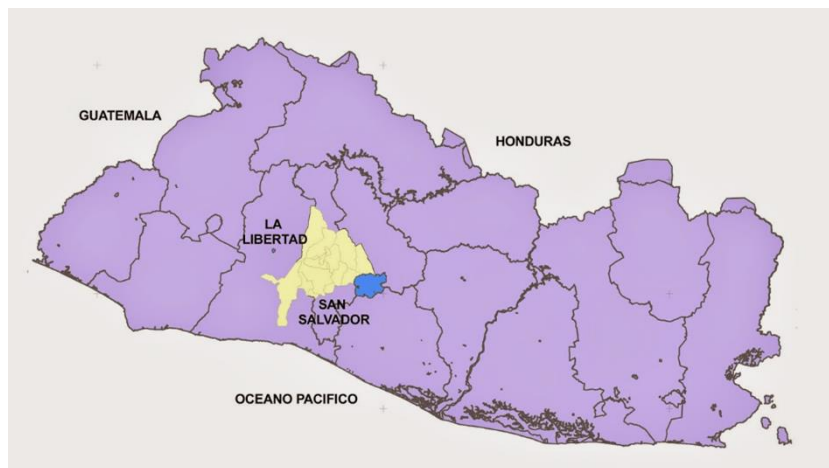 GUATEMALA
HONDURAS
LA
LIBERTAD
SAN
SALVADOR
OCEANO PACIFICO